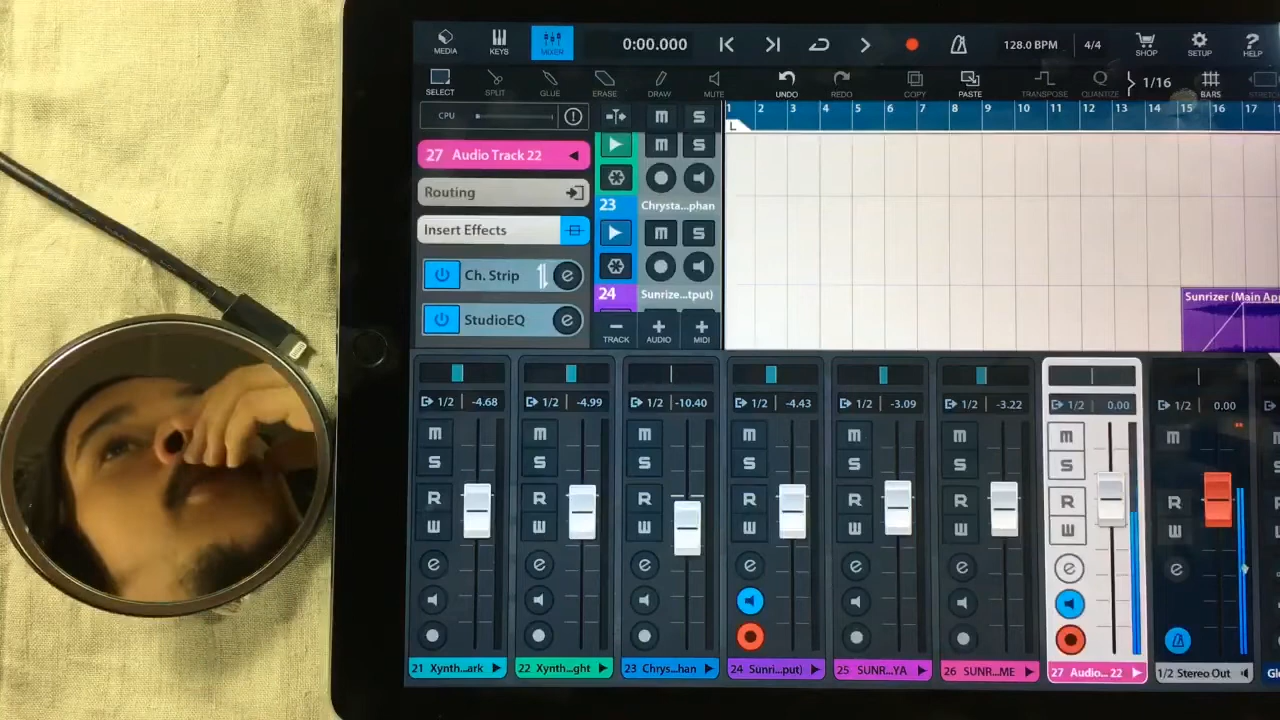 MEDIA KEYS MIXER 0:00.000 128.0 BPM 4/4 SHOP SETUP HELP
SELECT SPLIT GLUE ERASE DRAW MUTE UNDO REDO COPY PASTE TRANSPOSE QUANTIZE 1/16 BARS
CPU M S 1 2 3 4 5 6 7 8 9 10 11 12 13 14 15 16 17
L
27 Audio Track 22 M S
Routing
23 Chrysta...phan
Insert Effects M S
Ch. Strip e
24 Sunrize...tput) Sunrizer (Main App
StudioEQ e
TRACK AUDIO MIDI
1/2 -4.68 1/2 -4.99 1/2 -10.40 1/2 -4.43 1/2 -3.09 1/2 -3.22 1/2 0.00 1/2 0.00
M M M M M M M M
S S S S S S S S
R R R R R R R R
W W W W W W W W
e e e e e e e e
21 Xynth...ark 22 Xynth...ght 23 Chrys...han 24 Sunri...put) 25 SUNR...YA 26 SUNR...ME 27 Audio... 22 1/2 Stereo Out